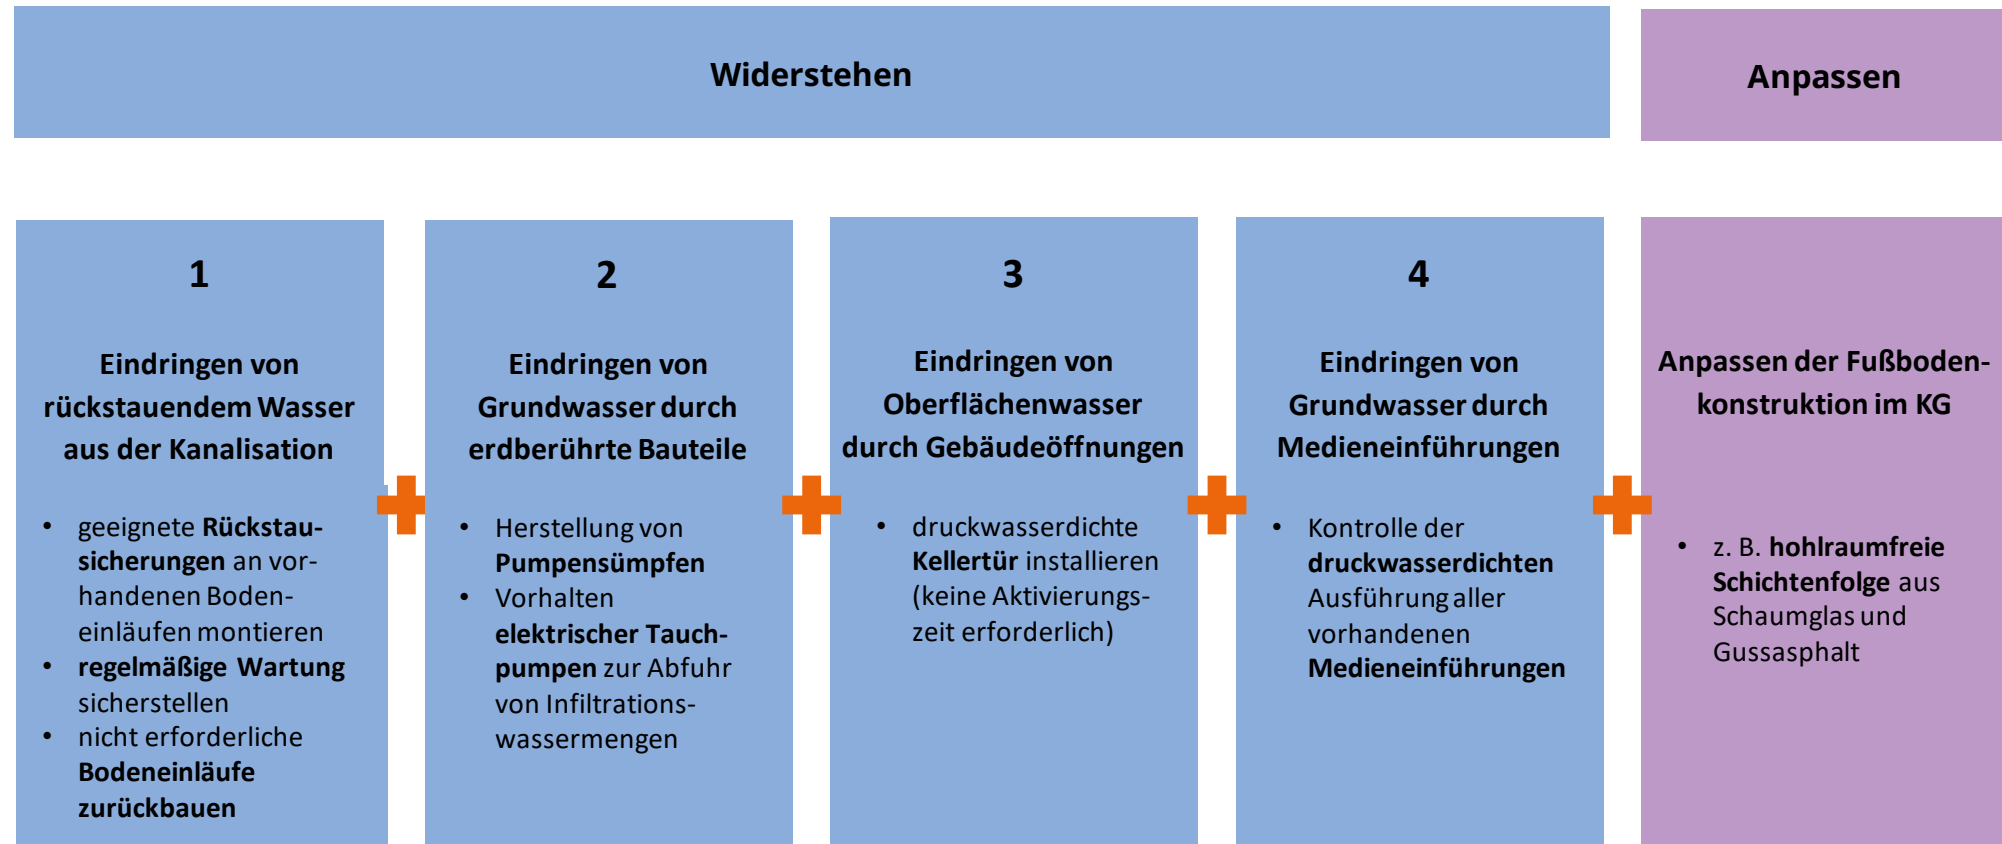 Widerstehen
Anpassen
1
Eindringen von
rückstauendem Wasser
aus der Kanalisation
• geeignete Rückstau-
sicherungen an vor-
handenen Boden-
einläufen montieren
• regelmäßige Wartung
sicherstellen
• nicht erforderliche
Bodeneinläufe
zurückbauen
2
Eindringen von
Grundwasser durch
erdberührte Bauteile
• Herstellung von
Pumpensümpfen
• Vorhalten
elektrischer Tauch-
pumpen zur Abfuhr
von Infiltrations-
wassermengen
3
Eindringen von
Oberflächenwasser
durch Gebäudeöffnungen
• druckwasserdichte
Kellertür installieren
(keine Aktivierungs-
zeit erforderlich)
4
Eindringen von
Grundwasser durch
Medieneinführungen
• Kontrolle der
druckwasserdichten
Ausführung aller
vorhandenen
Medieneinführungen
Anpassen der Fußboden-
konstruktion im KG
• z. B. hohlraumfreie
Schichtenfolge aus
Schaumglas und
Gussasphalt